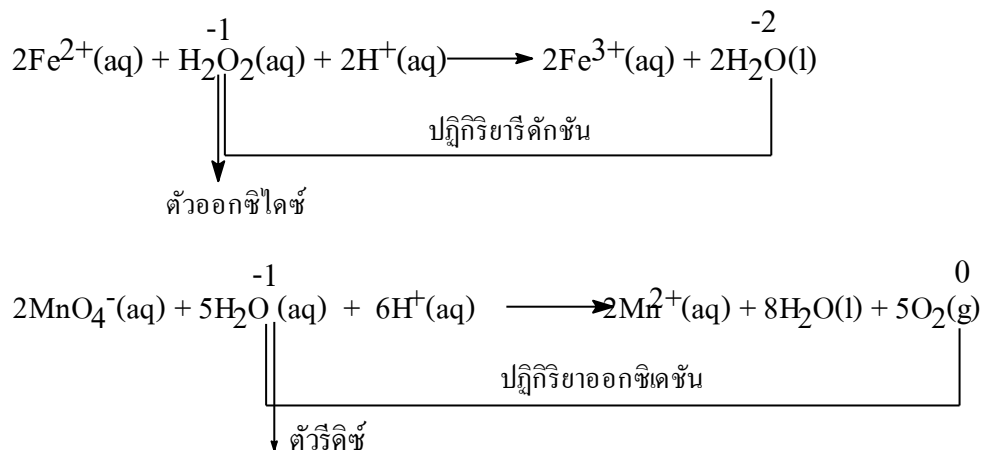 -1 -2
2Fe²⁺(aq) + H₂O₂(aq) + 2H⁺(aq) → 2Fe³⁺(aq) + 2H₂O(l)
ปฏิกิริยารีดักชัน
ตัวออกซิไดซ์
-1 0
2MnO₄⁻(aq) + 5H₂O (aq) + 6H⁺(aq) → 2Mn²⁺(aq) + 8H₂O(l) + 5O₂(g)
ปฏิกิริยาออกซิเดชัน
ตัวรีดิซ์